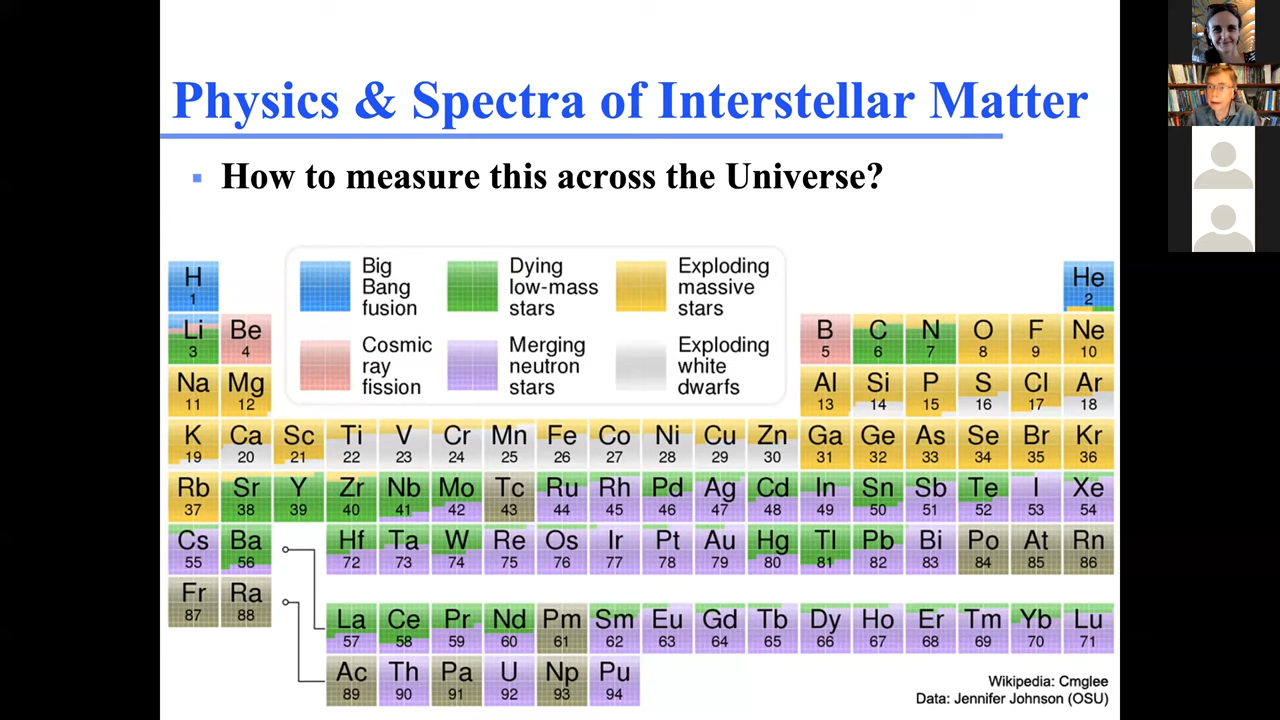 Physics & Spectra of Interstellar Matter
▪ How to measure this across the Universe?
Big Bang fusion
Dying low-mass stars
Exploding massive stars
Cosmic ray fission
Merging neutron stars
Exploding white dwarfs
H 1 He 2
Li 3 Be 4 B 5 C 6 N 7 O 8 F 9 Ne 10
Na 11 Mg 12 Al 13 Si 14 P 15 S 16 Cl 17 Ar 18
K 19 Ca 20 Sc 21 Ti 22 V 23 Cr 24 Mn 25 Fe 26 Co 27 Ni 28 Cu 29 Zn 30 Ga 31 Ge 32 As 33 Se 34 Br 35 Kr 36
Rb 37 Sr 38 Y 39 Zr 40 Nb 41 Mo 42 Tc 43 Ru 44 Rh 45 Pd 46 Ag 47 Cd 48 In 49 Sn 50 Sb 51 Te 52 I 53 Xe 54
Cs 55 Ba 56 Hf 72 Ta 73 W 74 Re 75 Os 76 Ir 77 Pt 78 Au 79 Hg 80 Tl 81 Pb 82 Bi 83 Po 84 At 85 Rn 86
Fr 87 Ra 88
La 57 Ce 58 Pr 59 Nd 60 Pm 61 Sm 62 Eu 63 Gd 64 Tb 65 Dy 66 Ho 67 Er 68 Tm 69 Yb 70 Lu 71
Ac 89 Th 90 Pa 91 U 92 Np 93 Pu 94
Wikipedia: Cmglee
Data: Jennifer Johnson (OSU)